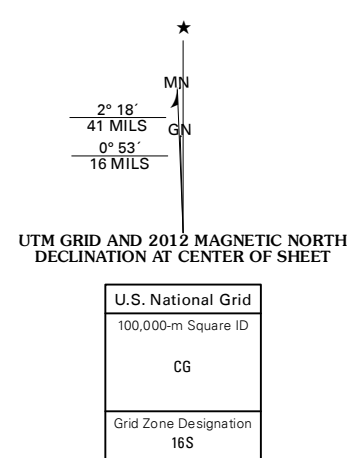 ★
MN
2° 18´
41 MILS
GN
0° 53´
16 MILS
UTM GRID AND 2012 MAGNETIC NORTH
DECLINATION AT CENTER OF SHEET
U.S. National Grid
100,000-m Square ID
CG
Grid Zone Designation
16S